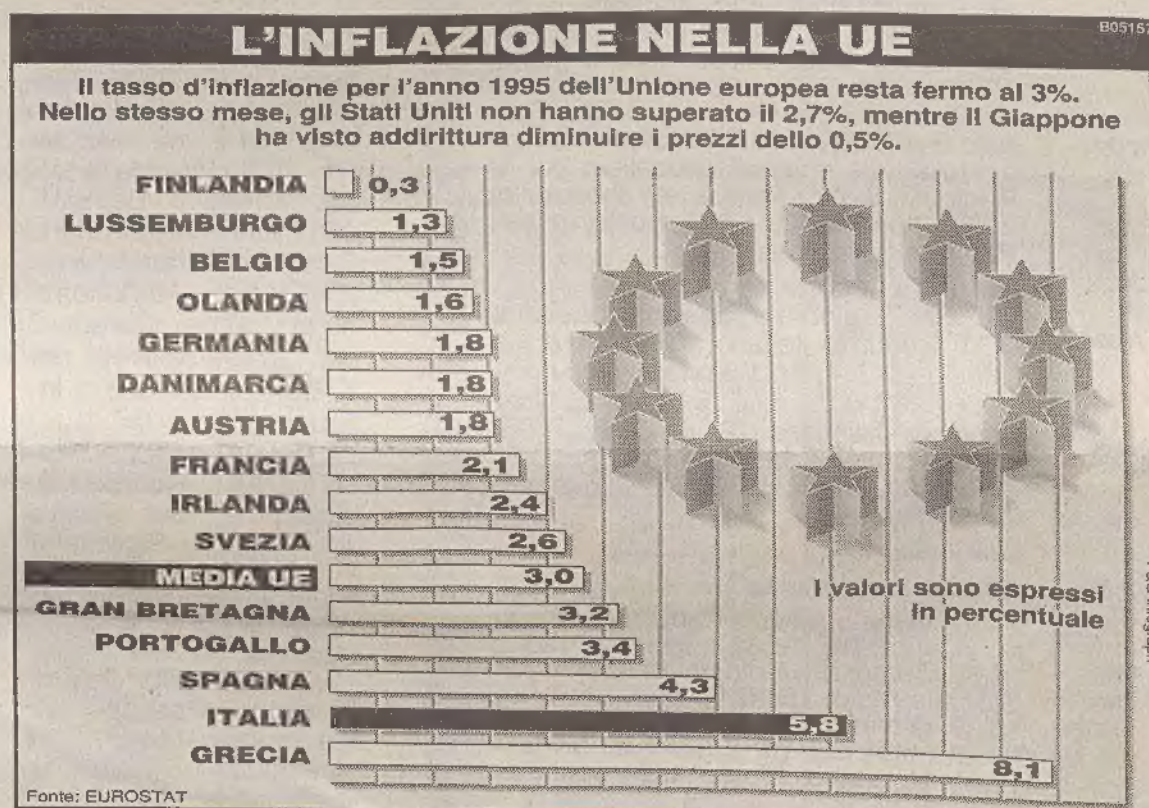 L'INFLAZIONE NELLA UE
B05157
Il tasso d'inflazione per l'anno 1995 dell'Unione europea resta fermo al 3%.
Nello stesso mese, gli Stati Uniti non hanno superato il 2,7%, mentre il Giappone
ha visto addirittura diminuire i prezzi dello 0,5%.
FINLANDIA 0,3
LUSSEMBURGO 1,3
BELGIO 1,5
OLANDA 1,6
GERMANIA 1,8
DANIMARCA 1,8
AUSTRIA 1,8
FRANCIA 2,1
IRLANDA 2,4
SVEZIA 2,6
MEDIA UE 3,0
GRAN BRETAGNA 3,2
PORTOGALLO 3,4
SPAGNA 4,3
ITALIA 5,8
GRECIA 8,1
I valori sono espressi
in percentuale
Fonte: EUROSTAT